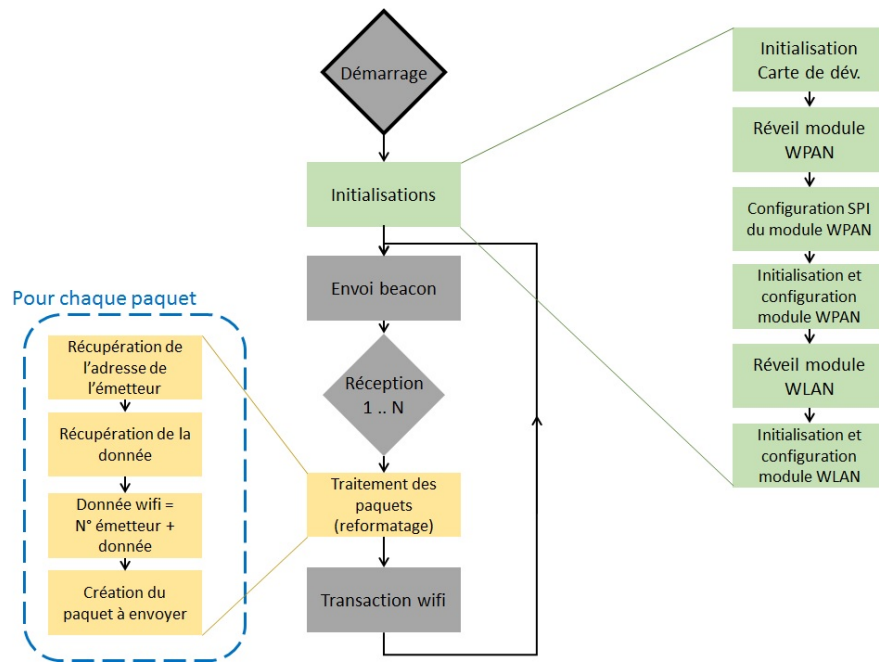 Démarrage
Initialisations
Envoi beacon
Réception
1 .. N
Traitement des
paquets
(reformatage)
Transaction wifi
Pour chaque paquet
Récupération de
l'adresse de
l'émetteur
Récupération de la
donnée
Donnée wifi =
N° émetteur +
donnée
Création du
paquet à envoyer
Initialisation
Carte de dév.
Réveil module
WPAN
Configuration SPI
du module WPAN
Initialisation et
configuration
module WPAN
Réveil module
WLAN
Initialisation et
configuration
module WLAN